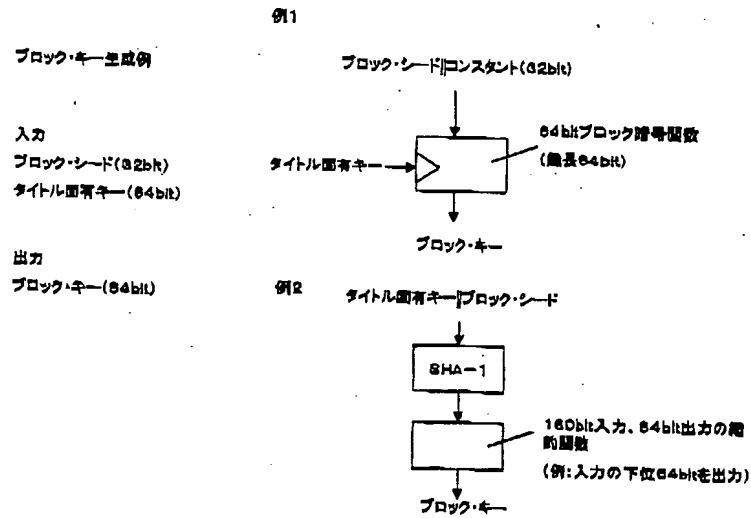 例1
ブロック・キー生成例
ブロック・シード||コンスタント(32bit)
入力
ブロック・シード(32bit)
タイトル固有キー(64bit)
タイトル固有キー
64bitブロック暗号関数
(鍵長64bit)
ブロック・キー
出力
ブロック・キー(64bit)
例2
タイトル固有キー||ブロック・シード
SHA-1
160bit入力、64bit出力の縮
約関数
(例:入力の下位64bitを出力)
ブロック・キー